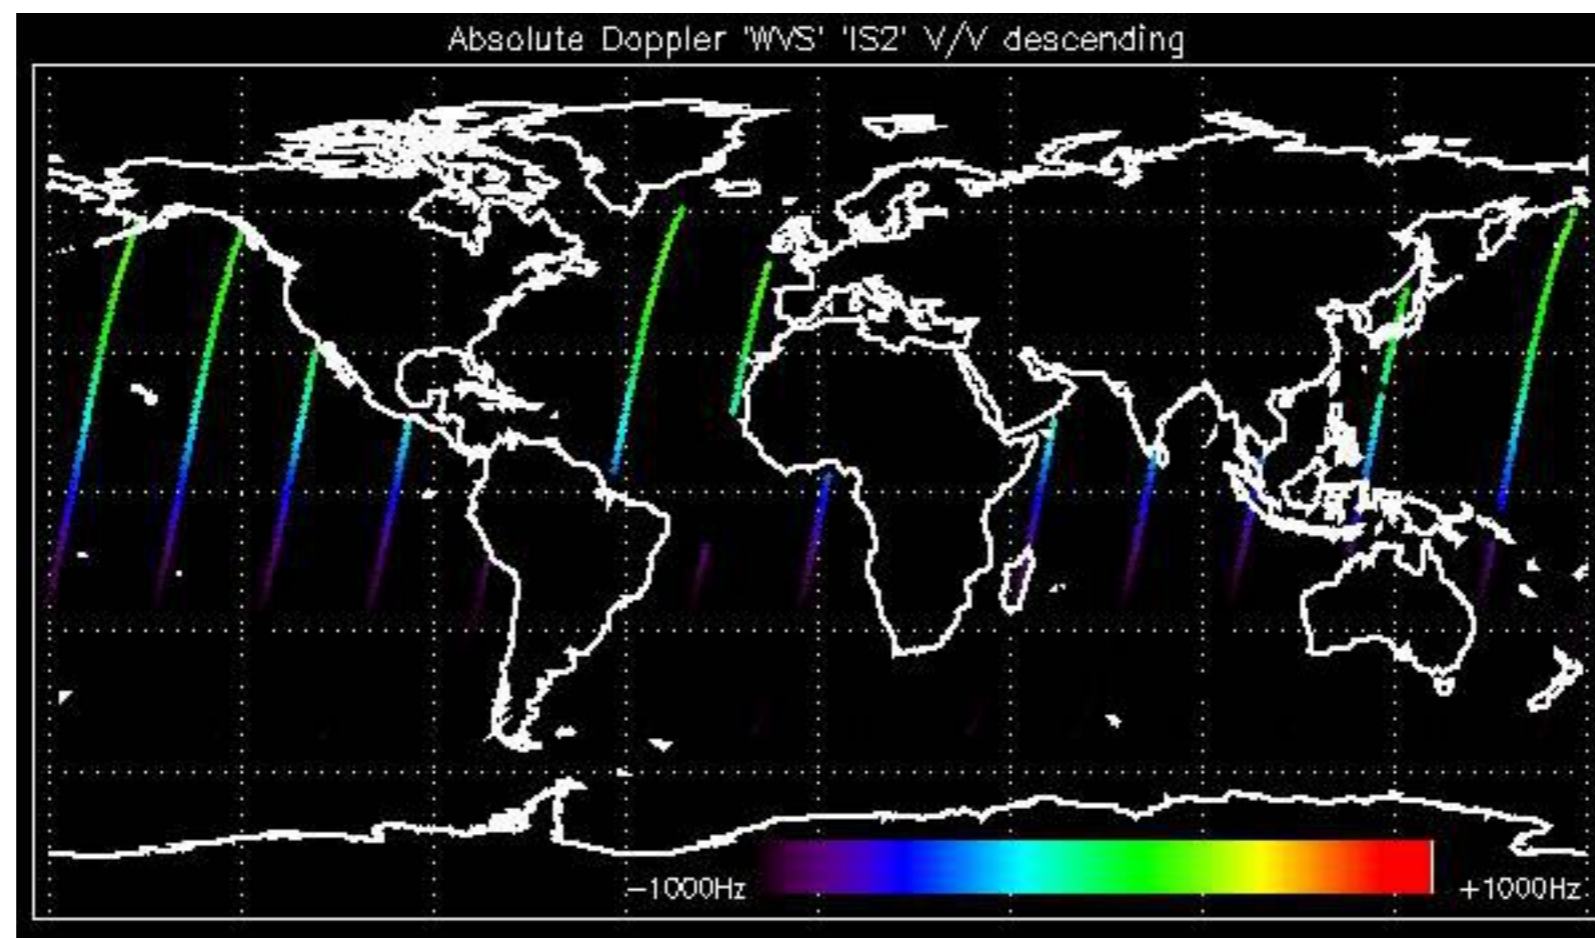 Absolute Doppler 'WVS' 'IS2' V/V descending
−1000Hz
+1000Hz